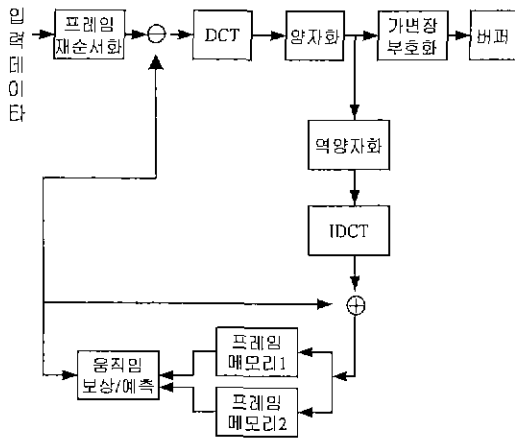 입력데이타
프레임
재순서화
DCT
양자화
가변장
부호화
버퍼
역양자화
IDCT
프레임
메모리1
움직임
보상/예측
프레임
메모리2